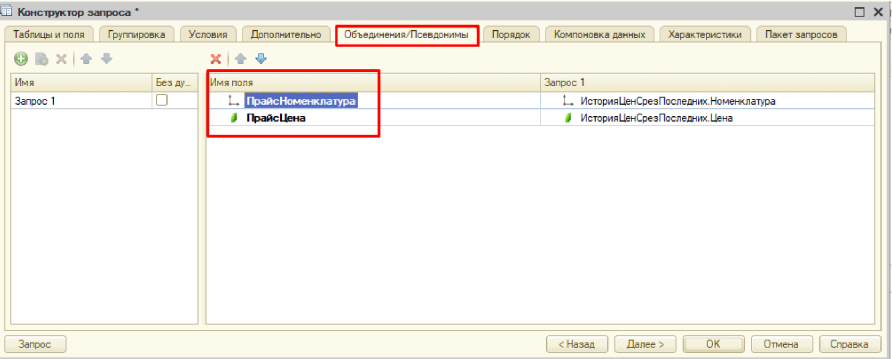 Конструктор запроса *
Таблицы и поля Группировка Условия Дополнительно Объединения/Псевдонимы Порядок Компоновка данных Характеристики Пакет запросов
Имя Без ду... Имя поля Запрос 1
Запрос 1 ПрайсНоменклатура ИсторияЦенСрезПоследних.Номенклатура
ПрайсЦена ИсторияЦенСрезПоследних.Цена
Запрос < Назад Далее > OK Отмена Справка